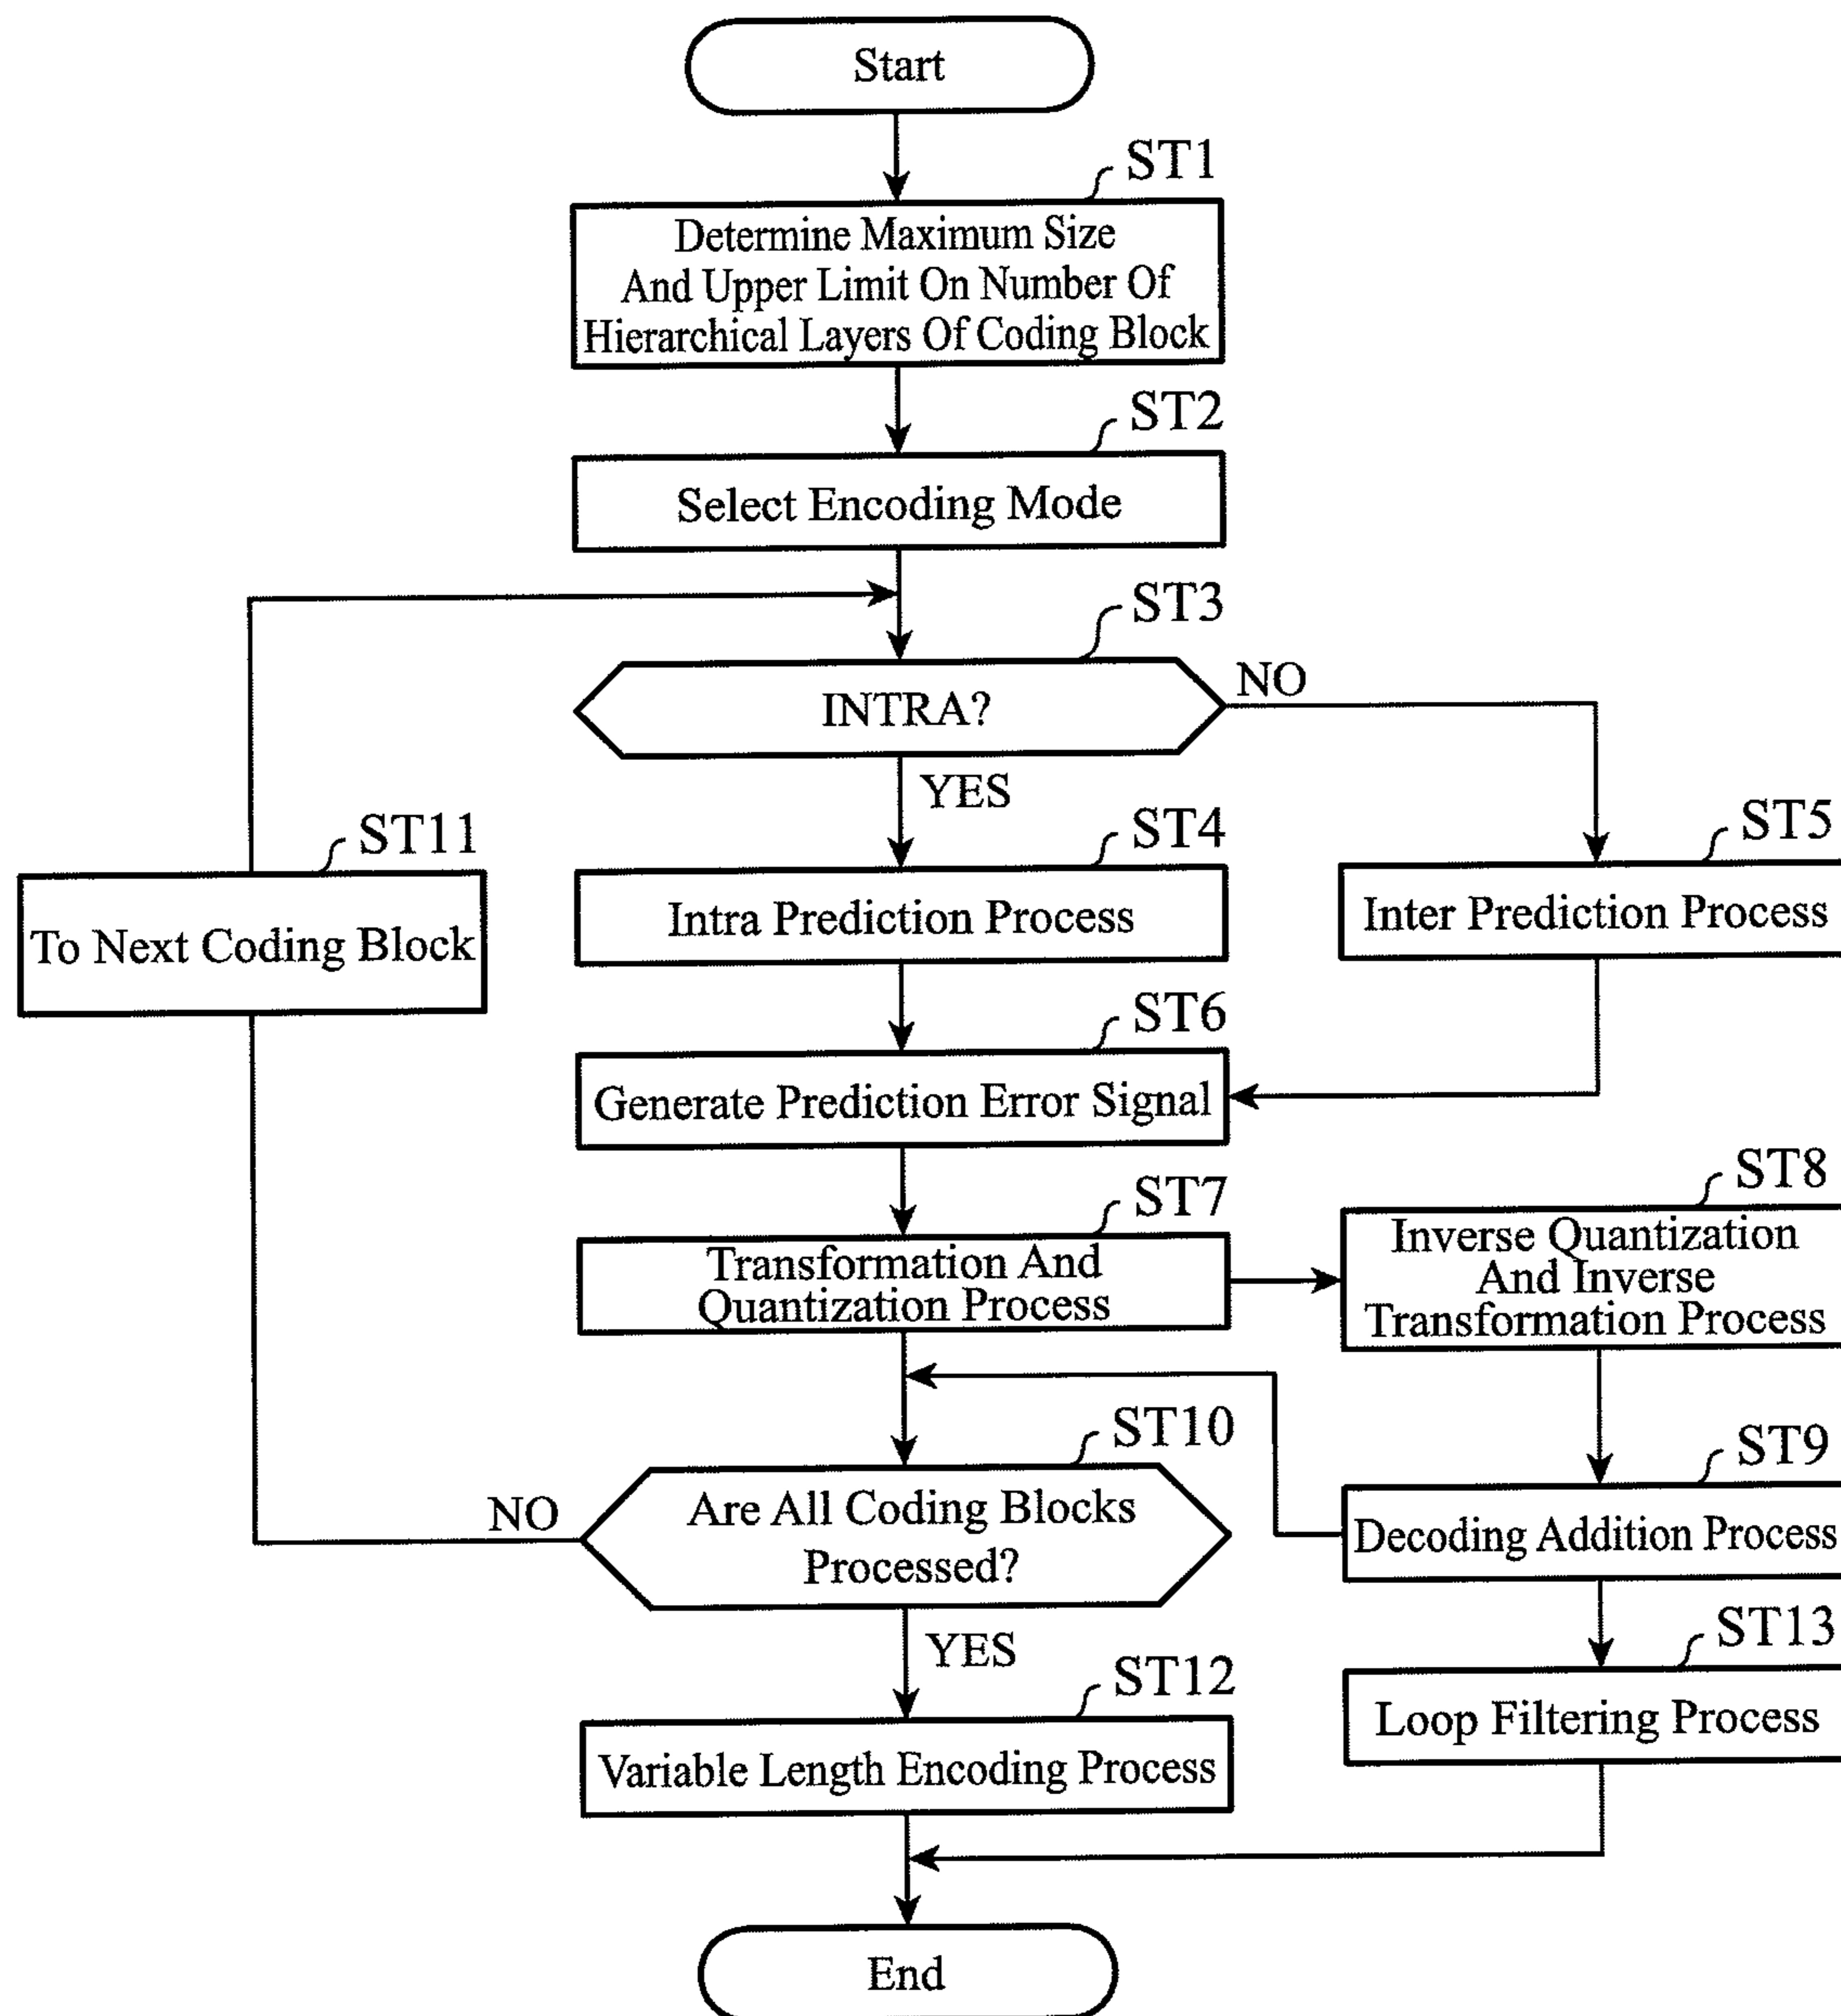 Start
ST1
Determine Maximum Size
And Upper Limit On Number Of
Hierarchical Layers Of Coding Block
ST2
Select Encoding Mode
ST3
INTRA?
NO
YES
ST11
To Next Coding Block
ST4
Intra Prediction Process
ST5
Inter Prediction Process
ST6
Generate Prediction Error Signal
ST7
Transformation And
Quantization Process
ST8
Inverse Quantization
And Inverse
Transformation Process
ST10
Are All Coding Blocks
Processed?
NO
YES
ST9
Decoding Addition Process
ST12
Variable Length Encoding Process
ST13
Loop Filtering Process
End